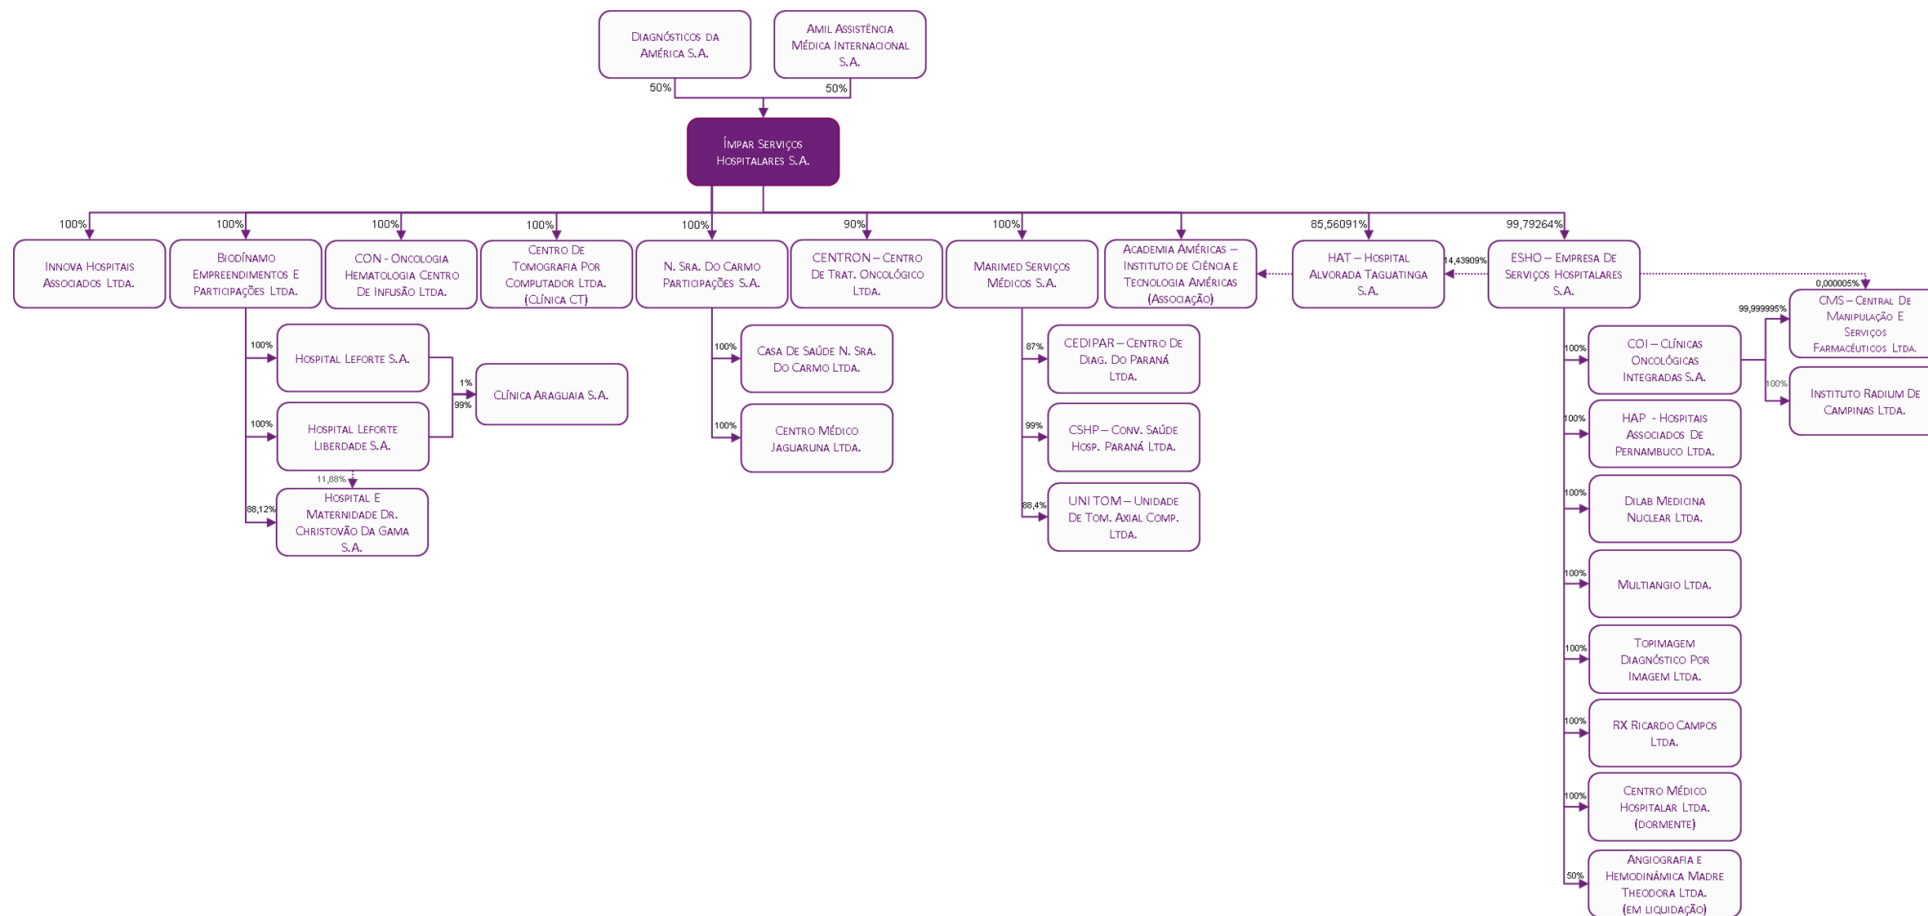 Diagnósticos da
América S.A.
Amil Assistência
Médica Internacional
S.A.
50%
50%
Ímpar Serviços
Hospitalares S.A.
100%
100%
100%
100%
100%
90%
100%
85,56091%
99,79264%
Innova Hospitais
Associados Ltda.
Biodínamo
Empreendimentos E
Participações Ltda.
CON - Oncologia
Hematologia Centro
De Infusão Ltda.
Centro De
Tomografia Por
Computador Ltda.
(Clínica CT)
N. Sra. Do Carmo
Participações S.A.
CENTRON – Centro
De Trat. Oncológico
Ltda.
Marimed Serviços
Médicos S.A.
Academia Américas –
Instituto de Ciência e
Tecnologia Américas
(Associação)
HAT – Hospital
Alvorada Taguatinga
S.A.
14,43909%
ESHO – Empresa De
Serviços Hospitalares
S.A.
0,000005%
99,999995%
CMS – Central De
Manipulação E
Serviços
Farmacêuticos Ltda.
100%
Hospital Leforte S.A.
1%
99%
Clínica Araguaia S.A.
100%
Hospital Leforte
Liberdade S.A.
11,88%
88,12%
Hospital E
Maternidade Dr.
Christovão Da Gama
S.A.
100%
Casa De Saúde N. Sra.
Do Carmo Ltda.
100%
Centro Médico
Jaguaruna Ltda.
87%
CEDIPAR – Centro De
Diag. Do Paraná
Ltda.
99%
CSHP – Conv. Saúde
Hosp. Paraná Ltda.
88,4%
UNITOM – Unidade
De Tom. Axial Comp.
Ltda.
100%
COI – Clínicas
Oncológicas
Integradas S.A.
100%
Instituto Radium De
Campinas Ltda.
100%
HAP - Hospitais
Associados De
Pernambuco Ltda.
100%
Dilab Medicina
Nuclear Ltda.
100%
Multiangio Ltda.
100%
Topimagem
Diagnóstico Por
Imagem Ltda.
100%
RX Ricardo Campos
Ltda.
100%
Centro Médico
Hospitalar Ltda.
(dormente)
50%
Angiografia e
Hemodinâmica Madre
Theodora Ltda.
(em liquidação)